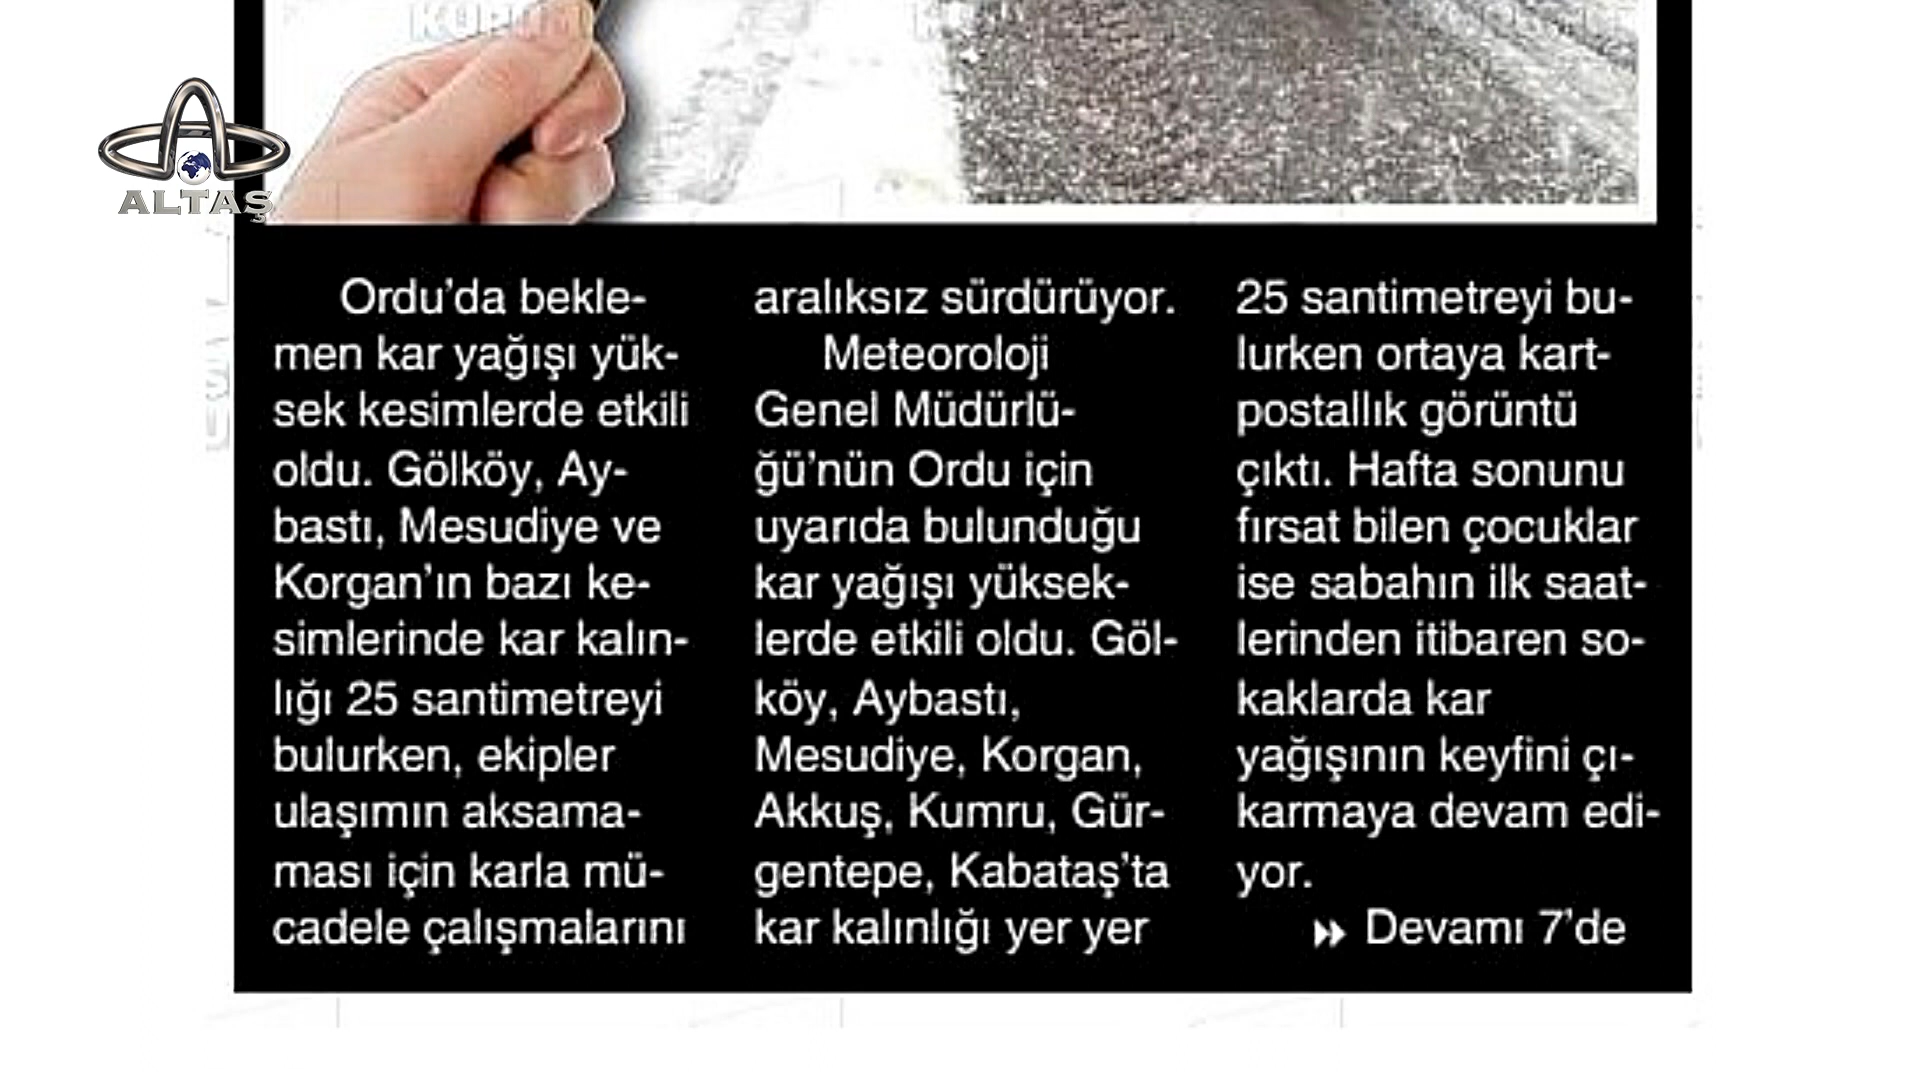 ALTAŞ
Ordu'da bekle-
men kar yağışı yük-
sek kesimlerde etkili
oldu. Gölköy, Ay-
bastı, Mesudiye ve
Korgan'ın bazı ke-
simlerinde kar kalın-
lığı 25 santimetreyi
bulurken, ekipler
ulaşımın aksama-
ması için karla mü-
cadele çalışmalarını
aralıksız sürdürüyor.
Meteoroloji
Genel Müdürlü-
ğü'nün Ordu için
uyarıda bulunduğu
kar yağışı yüksek-
lerde etkili oldu. Göl-
köy, Aybastı,
Mesudiye, Korgan,
Akkuş, Kumru, Gür-
gentepe, Kabataş'ta
kar kalınlığı yer yer
25 santimetreyi bu-
lurken ortaya kart-
postallık görüntü
çıktı. Hafta sonunu
fırsat bilen çocuklar
ise sabahın ilk saat-
lerinden itibaren so-
kaklarda kar
yağışının keyfini çı-
karmaya devam edi-
yor.
Devamı 7'de